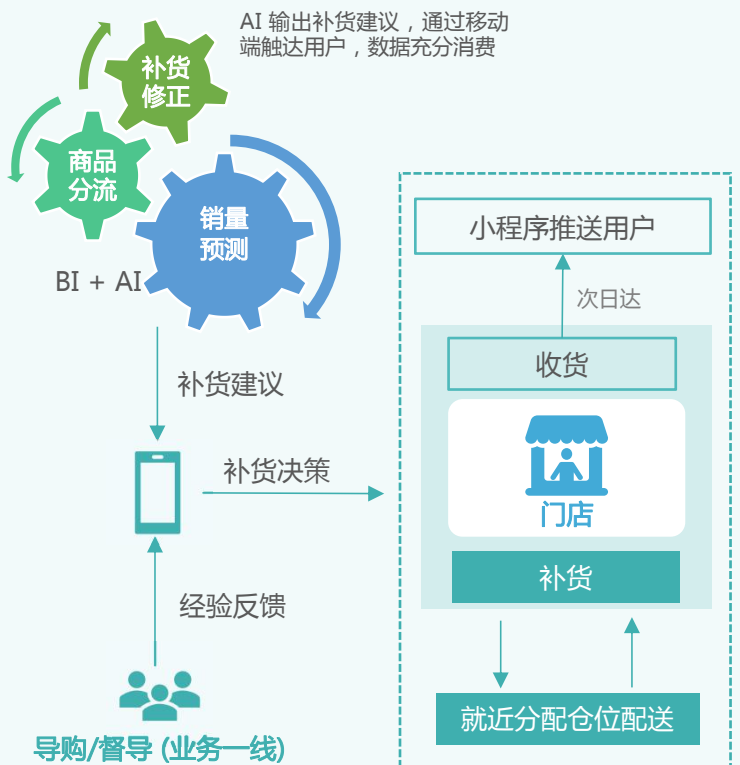 AI 输出补货建议，通过移动
端触达用户，数据充分消费
补货
修正
商品
分流
销量
预测
BI + AI
补货建议
补货决策
经验反馈
导购/督导 (业务一线)
小程序推送用户
次日达
收货
门店
补货
就近分配仓位配送